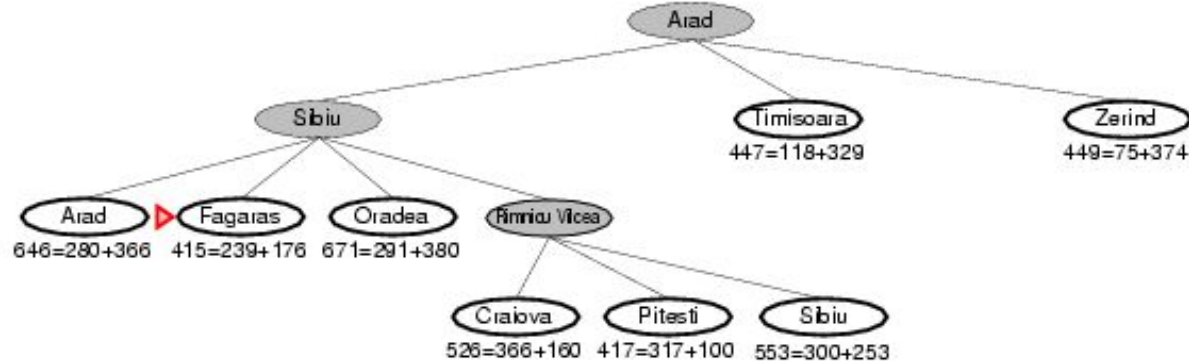 Arad
Sibiu
Timisoara
Zerind
447=118+329
449=75+374
Arad
Fagaras
Oradea
Rimnicu Vilcea
646=280+366
415=239+176
671=291+380
Craiova
Pitesti
Sibiu
526=366+160
417=317+100
553=300+253